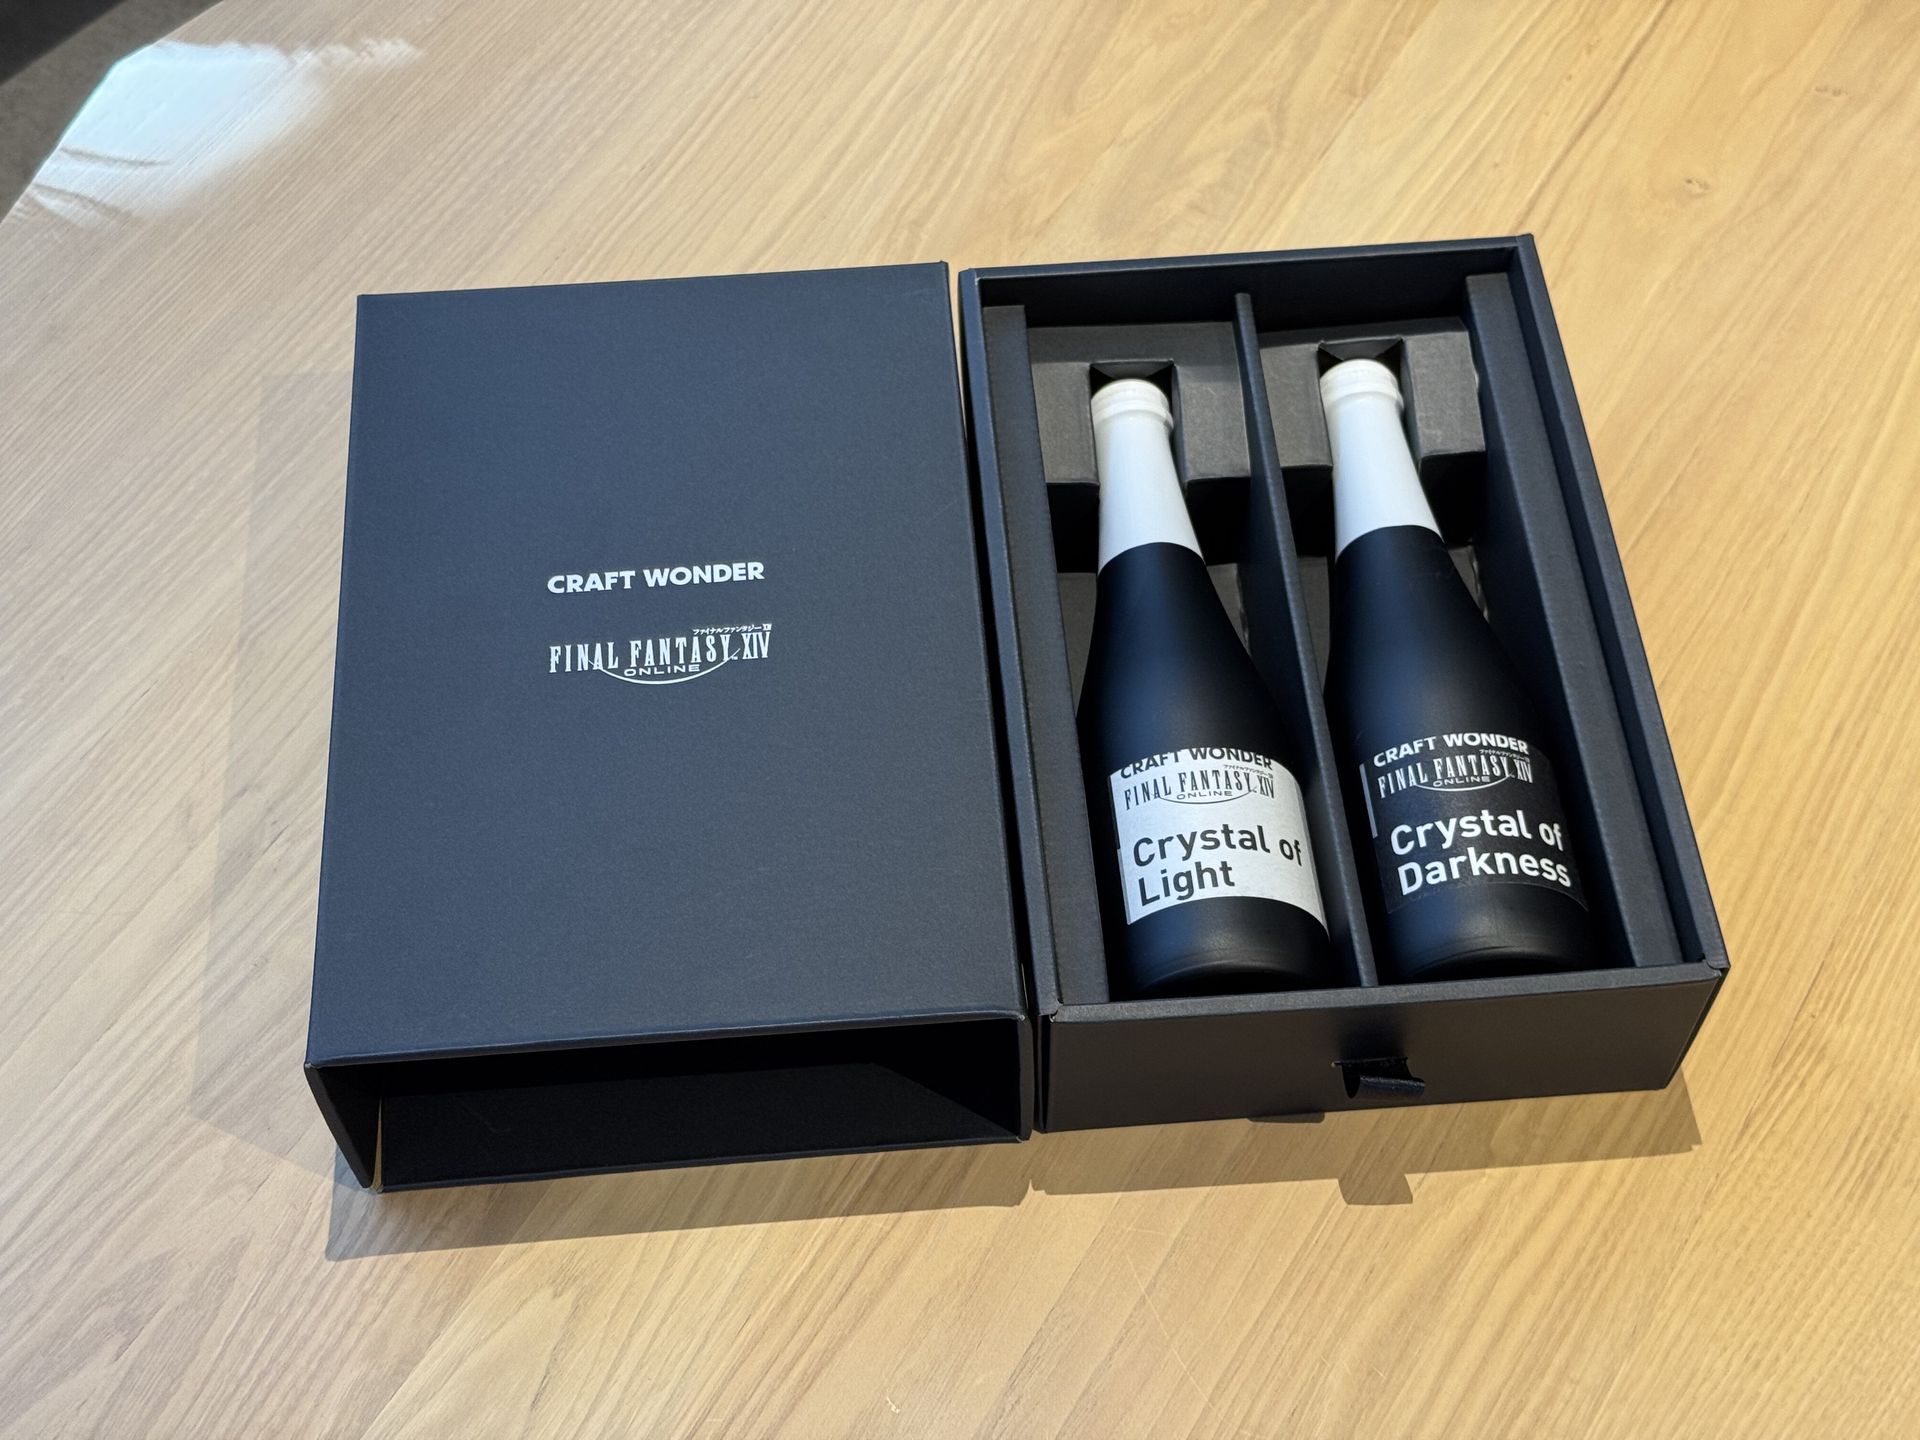 CRAFT WONDER
ファイナルファンタジーXIV
FINAL FANTASY XIV
ONLINE
CRAFT WONDER
ファイナルファンタジーXIV
FINAL FANTASY XIV
ONLINE
Crystal of
Light
CRAFT WONDER
ファイナルファンタジーXIV
FINAL FANTASY XIV
ONLINE
Crystal of
Darkness